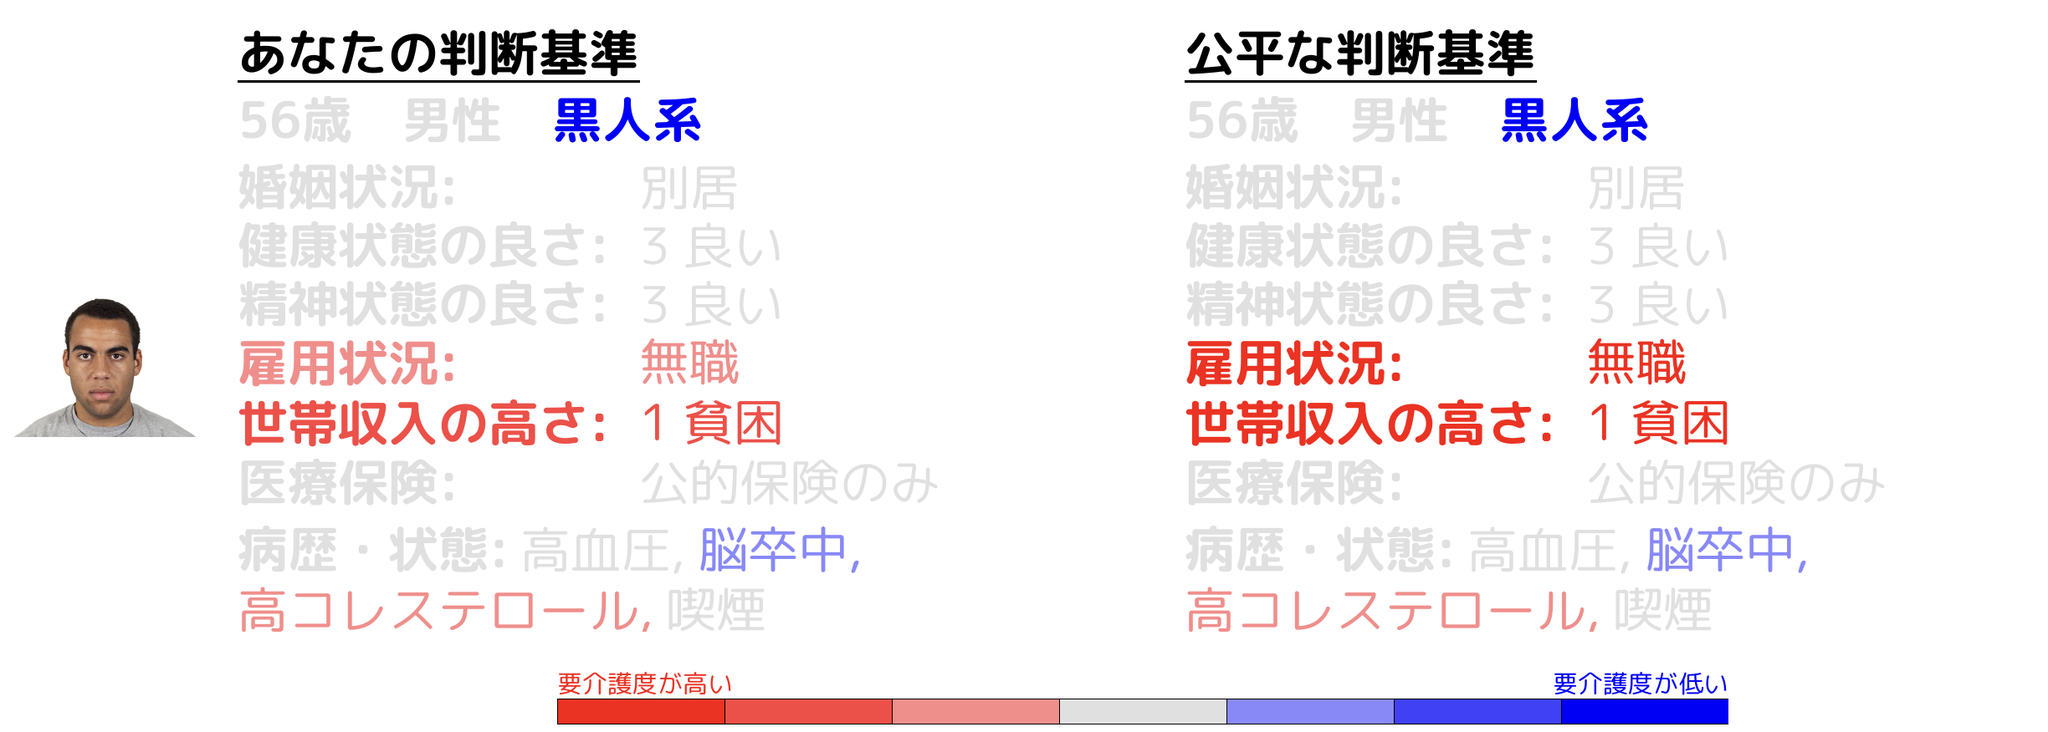 あなたの判断基準
56歳 男性 黒人系
婚姻状況: 別居
健康状態の良さ: 3 良い
精神状態の良さ: 3 良い
雇用状況: 無職
世帯収入の高さ: 1 貧困
医療保険: 公的保険のみ
病歴・状態: 高血圧, 脳卒中,
高コレステロール, 喫煙
公平な判断基準
56歳 男性 黒人系
婚姻状況: 別居
健康状態の良さ: 3 良い
精神状態の良さ: 3 良い
雇用状況: 無職
世帯収入の高さ: 1 貧困
医療保険: 公的保険のみ
病歴・状態: 高血圧, 脳卒中,
高コレステロール, 喫煙
要介護度が高い
要介護度が低い